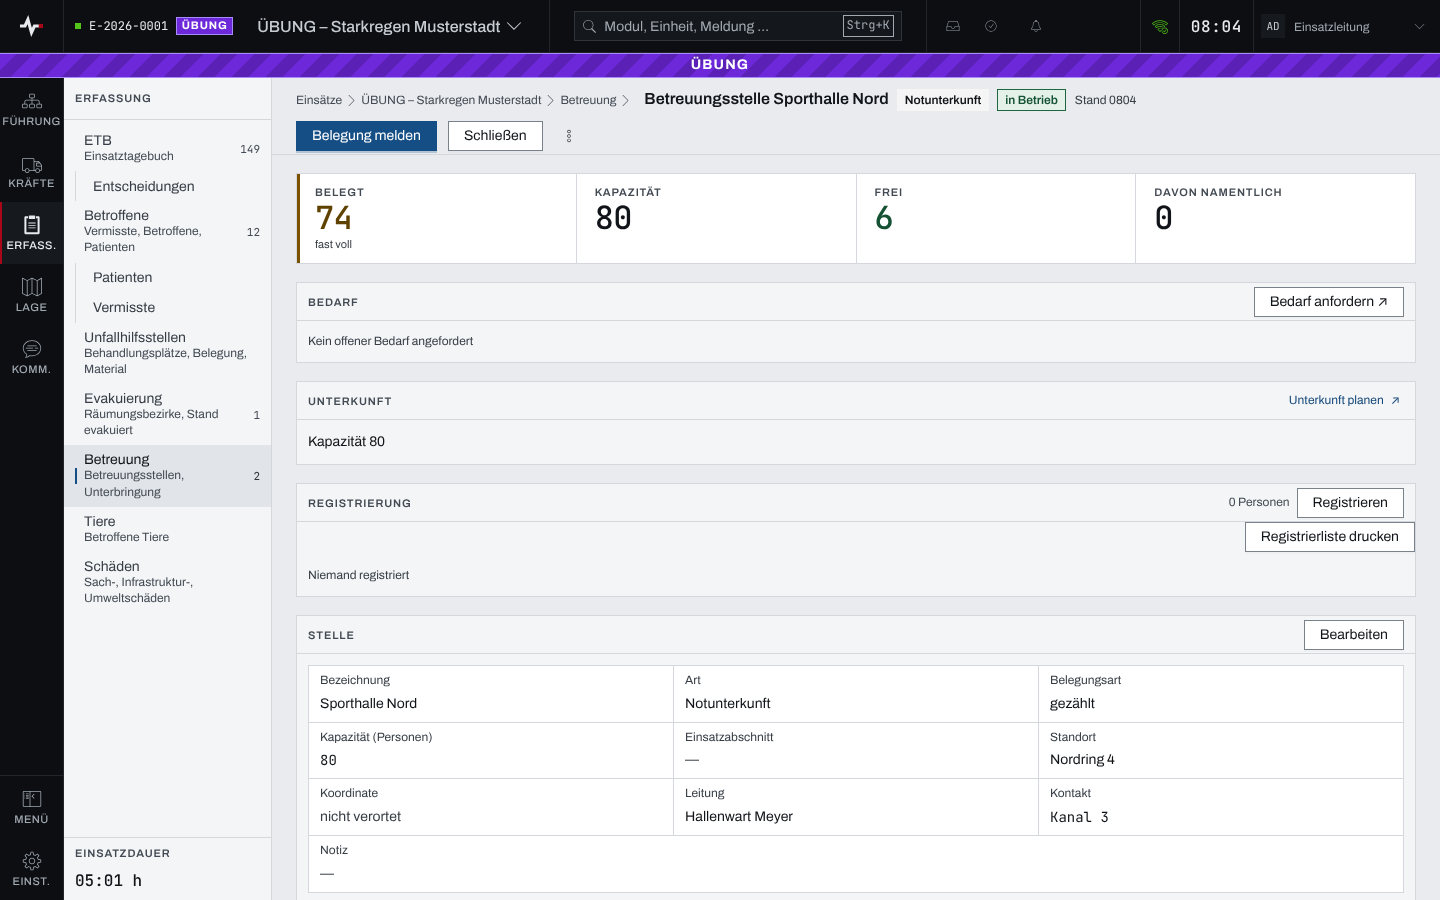 E-2026-0001 ÜBUNG ÜBUNG – Starkregen Musterstadt
Modul, Einheit, Meldung ... Strg+K
08:04
AD Einsatzleitung
ÜBUNG
FÜHRUNG
KRÄFTE
ERFASS.
LAGE
KOMM.
MENÜ
EINST.
ERFASSUNG
ETB
Einsatztagebuch
149
Entscheidungen
Betroffene
Vermisste, Betroffene,
Patienten
12
Patienten
Vermisste
Unfallhilfsstellen
Behandlungsplätze, Belegung,
Material
Evakuierung
Räumungsbezirke, Stand
evakuiert
1
Betreuung
Betreuungsstellen,
Unterbringung
2
Tiere
Betroffene Tiere
Schäden
Sach-, Infrastruktur-,
Umweltschäden
EINSATZDAUER
05:01 h
Einsätze ÜBUNG – Starkregen Musterstadt Betreuung Betreuungsstelle Sporthalle Nord Notunterkunft in Betrieb Stand 0804
Belegung melden Schließen
BELEGT
74
fast voll
KAPAZITÄT
80
FREI
6
DAVON NAMENTLICH
0
BEDARF
Bedarf anfordern
Kein offener Bedarf angefordert
UNTERKUNFT
Unterkunft planen
Kapazität 80
REGISTRIERUNG
0 Personen Registrieren
Registrierliste drucken
Niemand registriert
STELLE
Bearbeiten
Bezeichnung
Sporthalle Nord
Art
Notunterkunft
Belegungsart
gezählt
Kapazität (Personen)
80
Einsatzabschnitt
—
Standort
Nordring 4
Koordinate
nicht verortet
Leitung
Hallenwart Meyer
Kontakt
Kanal 3
Notiz
—